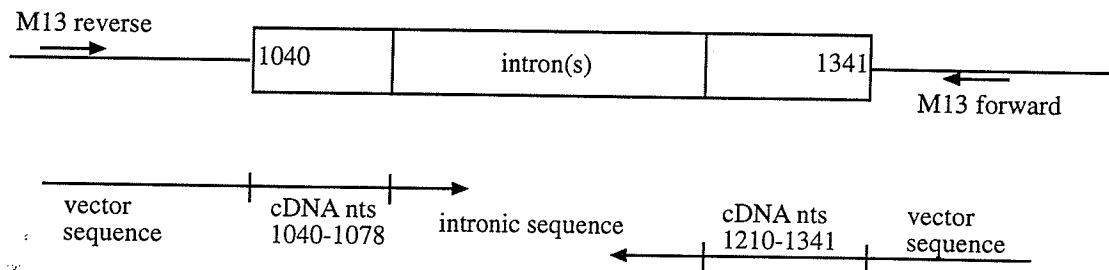 M13 reverse
1040
intron(s)
1341
M13 forward
vector
sequence
cDNA nts
1040-1078
intronic sequence
cDNA nts
1210-1341
vector
sequence